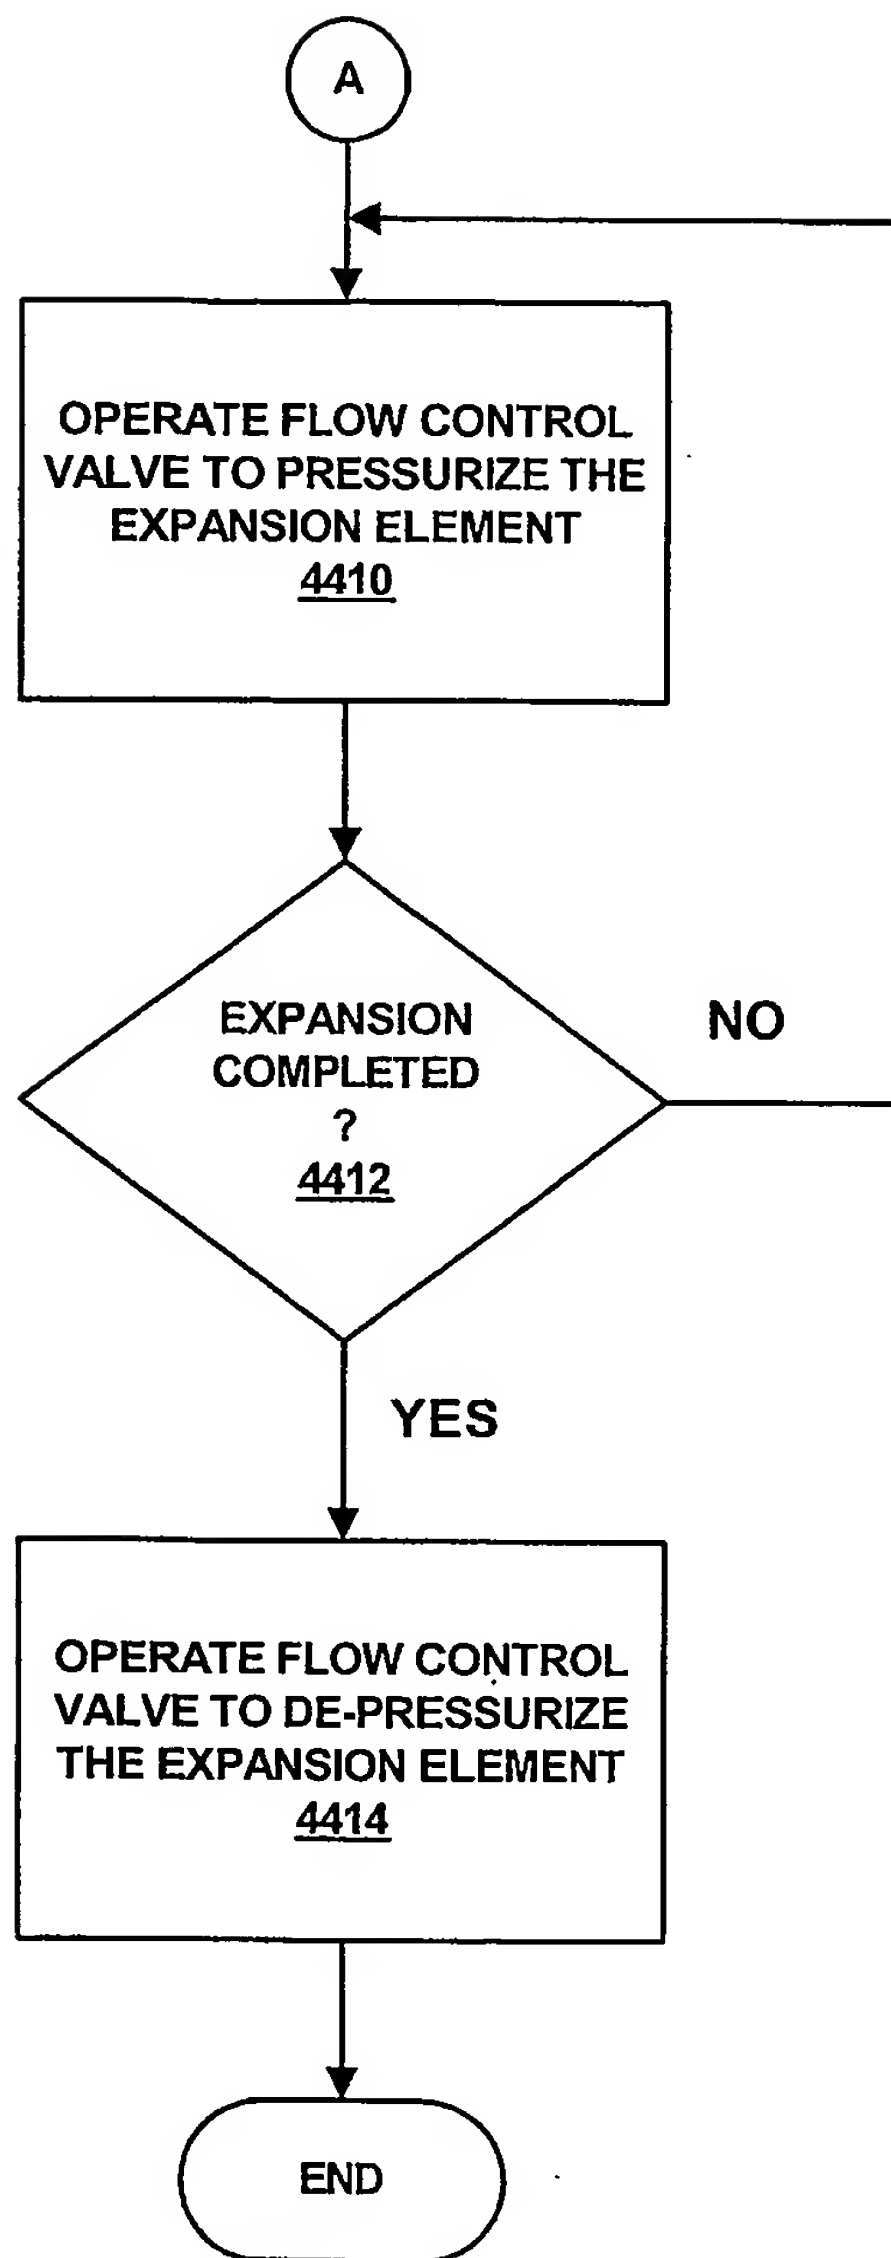 A
OPERATE FLOW CONTROL
VALVE TO PRESSURIZE THE
EXPANSION ELEMENT
4410
EXPANSION
COMPLETED
?
4412
NO
YES
OPERATE FLOW CONTROL
VALVE TO DE-PRESSURIZE
THE EXPANSION ELEMENT
4414
END